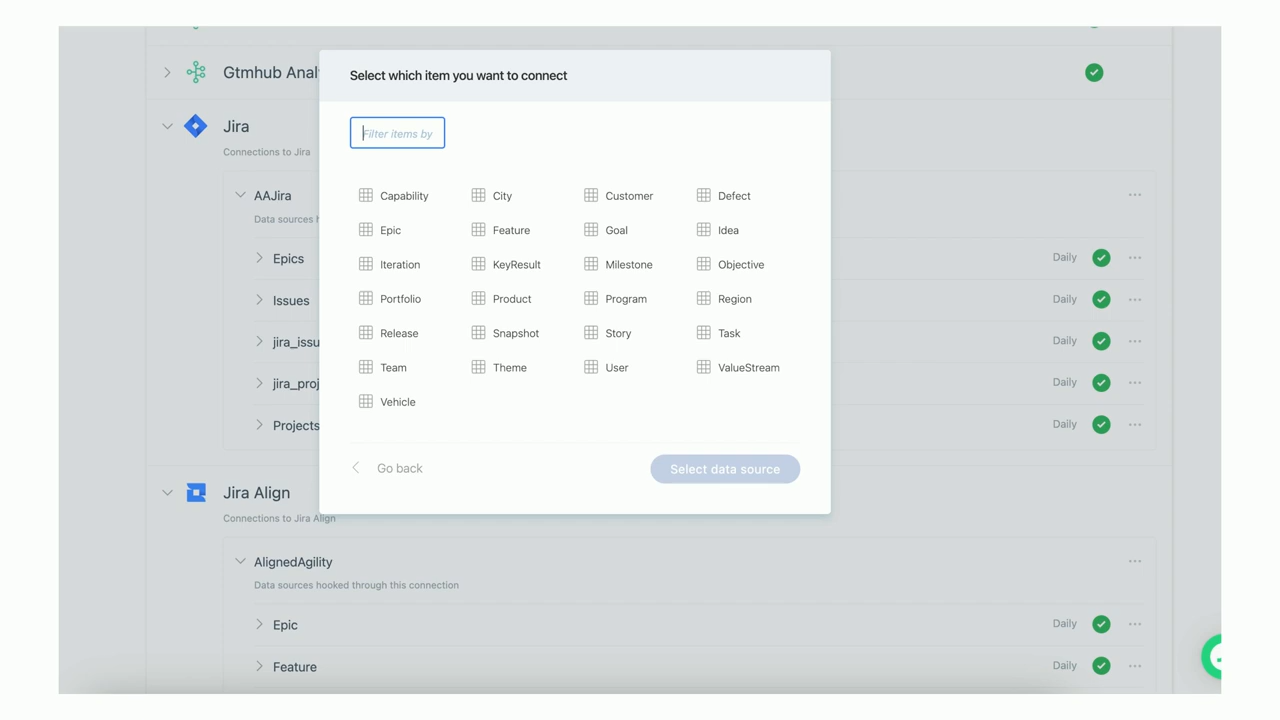 Select which item you want to connect
Filter items by
Capability City Customer Defect
Epic Feature Goal Idea
Iteration KeyResult Milestone Objective
Portfolio Product Program Region
Release Snapshot Story Task
Team Theme User ValueStream
Vehicle
Go back Select data source
Gtmhub
Jira
Connections to Jira
AAJira
Data sources
Epics Daily
Issues Daily
Daily
Daily
Projects Daily
Jira Align
Connections to Jira Align
AlignedAgility
Data sources hooked through this connection
Epic Daily
Feature Daily